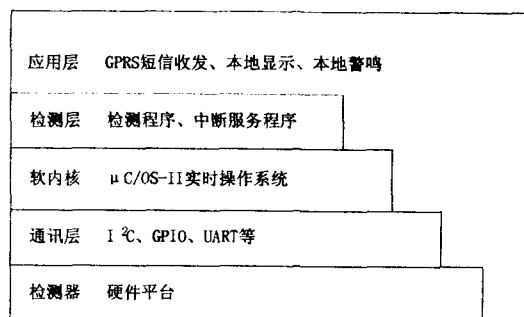 应用层 GPRS短信收发、本地显示、本地警鸣
检测层 检测程序、中断服务程序
软内核 μC/OS-II实时操作系统
通讯层 I²C、GPIO、UART等
检测器 硬件平台